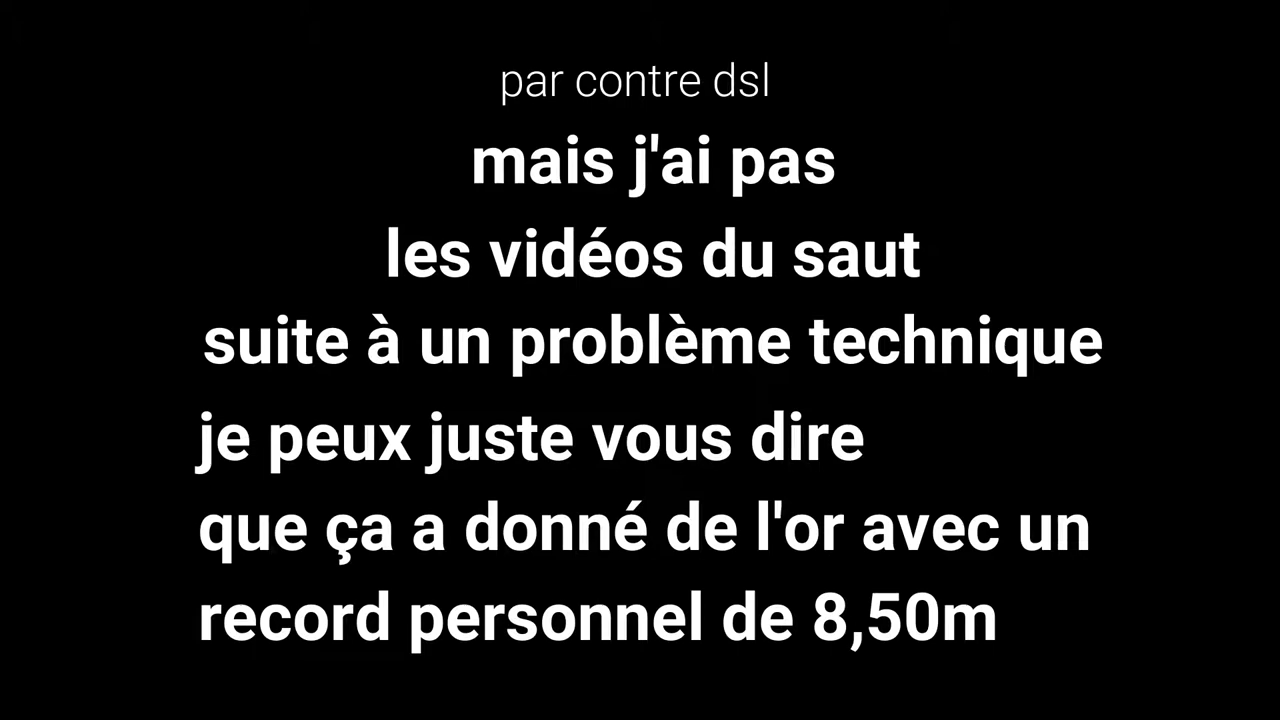 par contre dsl
mais j'ai pas
les vidéos du saut
suite à un problème technique
je peux juste vous dire
que ça a donné de l'or avec un
record personnel de 8,50m